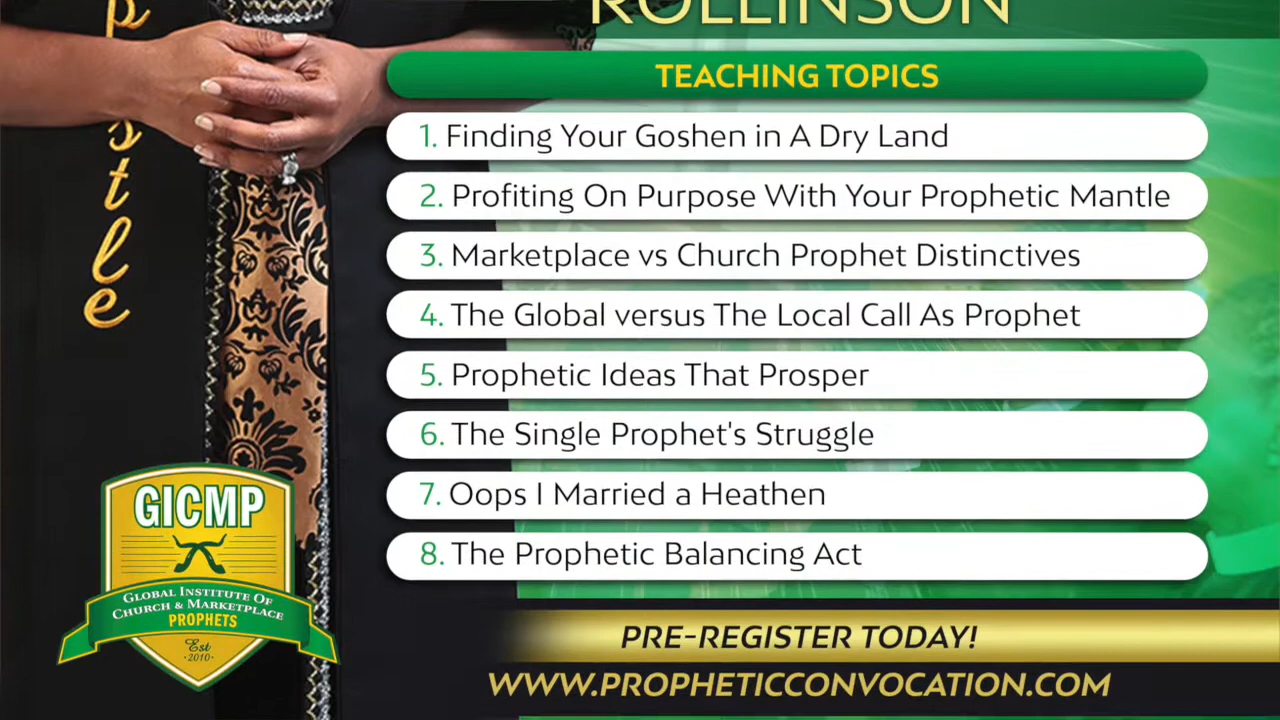 ROLLINSON
TEACHING TOPICS
1. Finding Your Goshen in A Dry Land
2. Profiting On Purpose With Your Prophetic Mantle
3. Marketplace vs Church Prophet Distinctives
4. The Global versus The Local Call As Prophet
5. Prophetic Ideas That Prosper
6. The Single Prophet's Struggle
7. Oops I Married a Heathen
8. The Prophetic Balancing Act
PRE-REGISTER TODAY!
WWW.PROPHETICCONVOCATION.COM
postle
GICMP
GLOBAL INSTITUTE OF
CHURCH & MARKETPLACE
PROPHETS
Est
·2010·